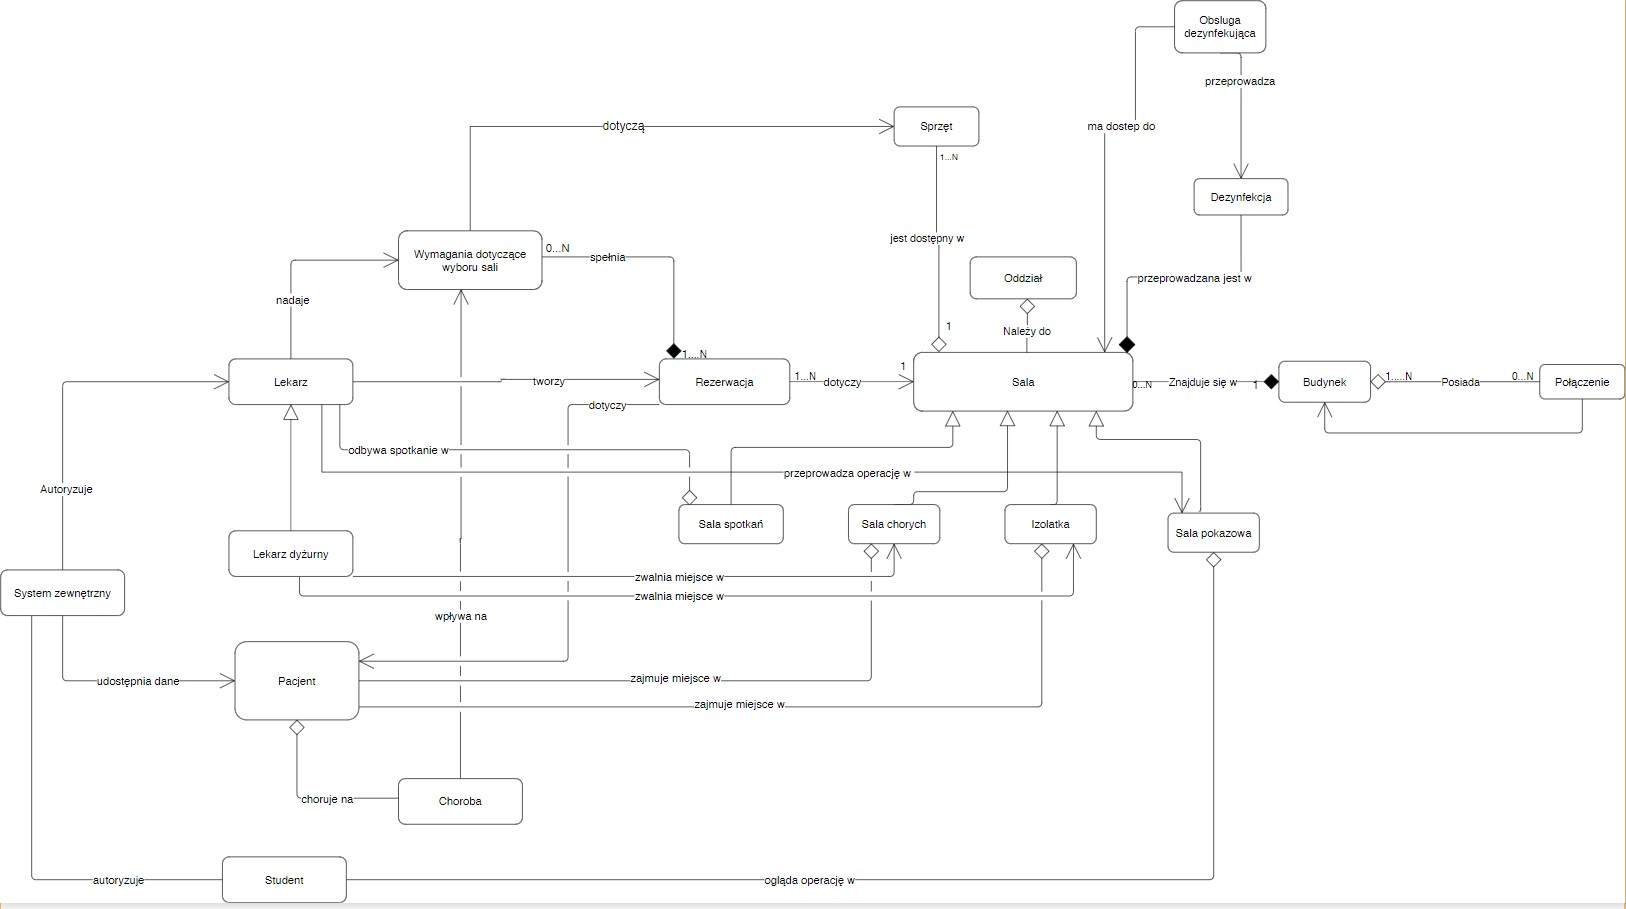 Obsluga
dezynfekująca
przeprowadza
ma dostep do
dotyczą
Sprzęt
1...N
Dezynfekcja
jest dostępny w
Wymagania dotyczące
wyboru sali
0...N
spełnia
Oddział
przeprowadzana jest w
nadaje
1
Należy do
1....N
Lekarz
tworzy
Rezerwacja
1...N
dotyczy
1
Sala
0...N
Znajduje się w
1
Budynek
1.....N
Posiada
0...N
Połączenie
dotyczy
odbywa spotkanie w
przeprowadza operację w
Autoryzuje
Sala spotkań
Sala chorych
Izolatka
Sala pokazowa
Lekarz dyżurny
zwalnia miejsce w
System zewnętrzny
zwalnia miejsce w
wpływa na
udostępnia dane
Pacjent
zajmuje miejsce w
zajmuje miejsce w
choruje na
Choroba
autoryzuje
Student
ogląda operację w